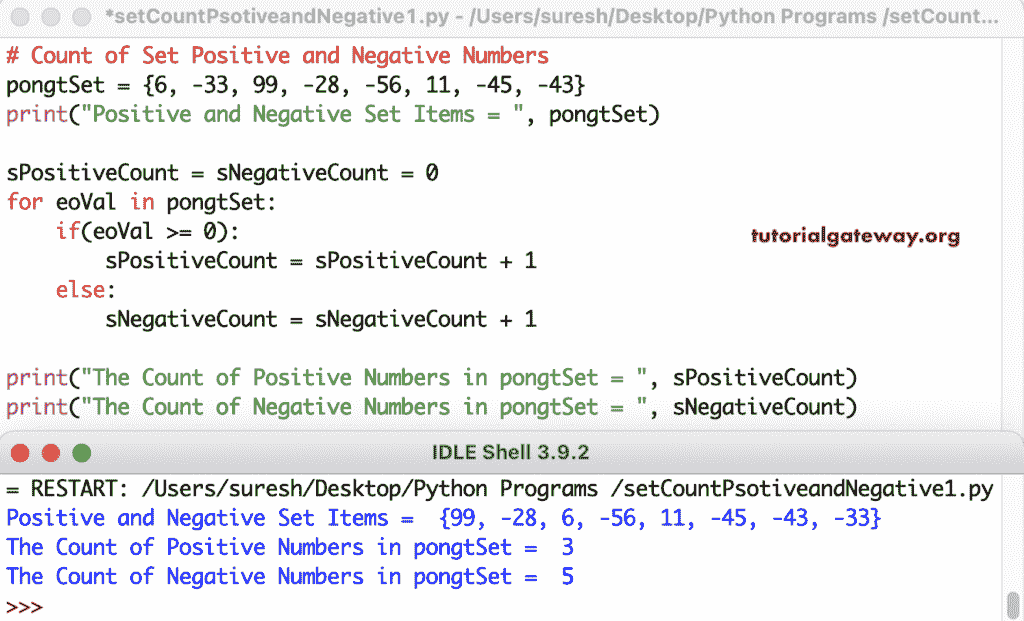 *setCountPsotiveandNegative1.py - /Users/suresh/Desktop/Python Programs /setCount...
# Count of Set Positive and Negative Numbers
pongtSet = {6, -33, 99, -28, -56, 11, -45, -43}
print("Positive and Negative Set Items = ", pongtSet)

sPositiveCount = sNegativeCount = 0
for eoVal in pongtSet:
    if(eoVal >= 0):
        sPositiveCount = sPositiveCount + 1
    else:
        sNegativeCount = sNegativeCount + 1
tutorialgateway.org

print("The Count of Positive Numbers in pongtSet = ", sPositiveCount)
print("The Count of Negative Numbers in pongtSet = ", sNegativeCount)
IDLE Shell 3.9.2
= RESTART: /Users/suresh/Desktop/Python Programs /setCountPsotiveandNegative1.py
Positive and Negative Set Items =  {99, -28, 6, -56, 11, -45, -43, -33}
The Count of Positive Numbers in pongtSet =  3
The Count of Negative Numbers in pongtSet =  5
>>>